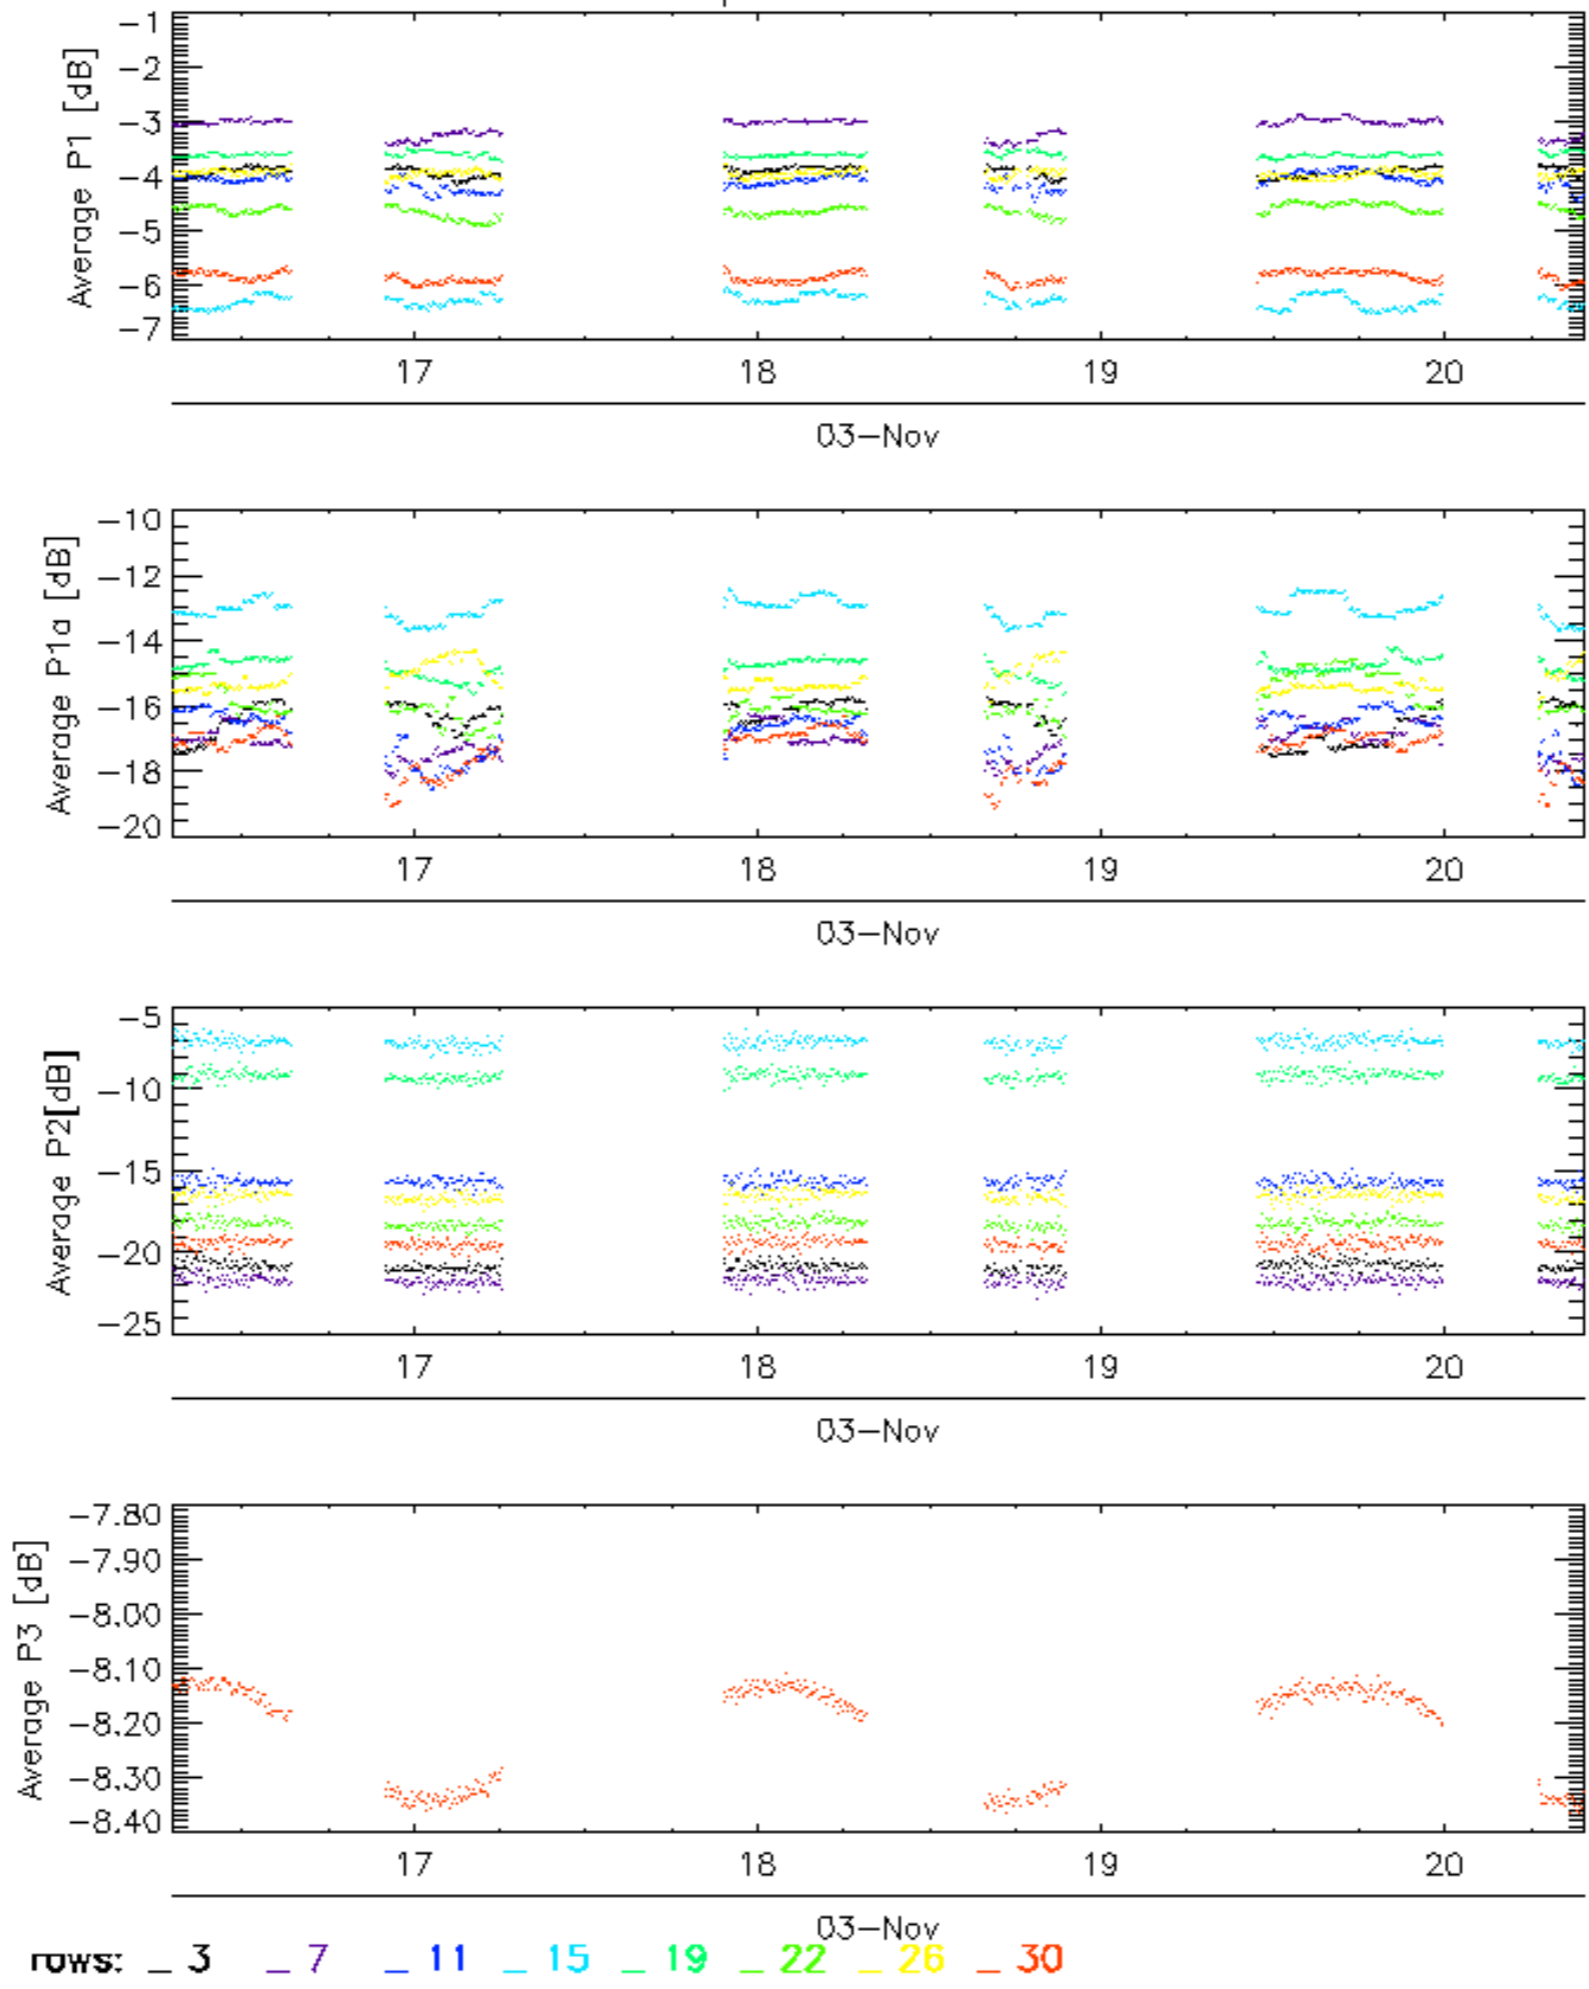 Average P1 [dB]
-1
-2
-3
-4
-5
-6
-7
17 18 19 20
03-Nov
Average P1a [dB]
-10
-12
-14
-16
-18
-20
17 18 19 20
03-Nov
Average P2[dB]
-5
-10
-15
-20
-25
17 18 19 20
03-Nov
Average P3 [dB]
-7.80
-7.90
-8.00
-8.10
-8.20
-8.30
-8.40
17 18 19 20
03-Nov
rows: _ 3 _ 7 _ 11 _ 15 _ 19 _ 22 _ 26 _ 30